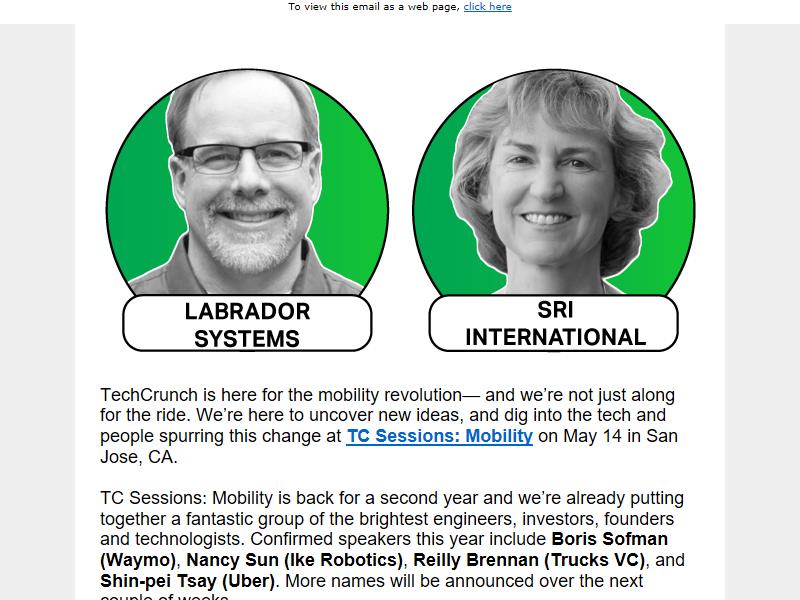 To view this email as a web page, click here
LABRADOR
SYSTEMS
SRI
INTERNATIONAL
TechCrunch is here for the mobility revolution— and we’re not just along
for the ride. We’re here to uncover new ideas, and dig into the tech and
people spurring this change at TC Sessions: Mobility on May 14 in San
Jose, CA.
TC Sessions: Mobility is back for a second year and we’re already putting
together a fantastic group of the brightest engineers, investors, founders
and technologists. Confirmed speakers this year include Boris Sofman
(Waymo), Nancy Sun (Ike Robotics), Reilly Brennan (Trucks VC), and
Shin-pei Tsay (Uber). More names will be announced over the next
couple of weeks.